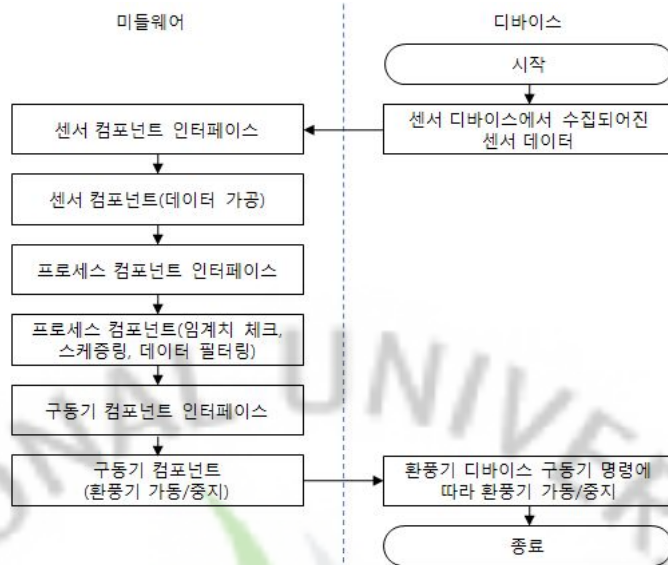 미들웨어
디바이스
시작
센서 디바이스에서 수집되어진
센서 데이터
센서 컴포넌트 인터페이스
센서 컴포넌트(데이터 가공)
프로세스 컴포넌트 인터페이스
프로세스 컴포넌트(임계치 체크,
스케증링, 데이터 필터링)
구동기 컴포넌트 인터페이스
구동기 컴포넌트
(환풍기 가동/중지)
환풍기 디바이스 구동기 명령에
따라 환풍기 가동/중지
종료